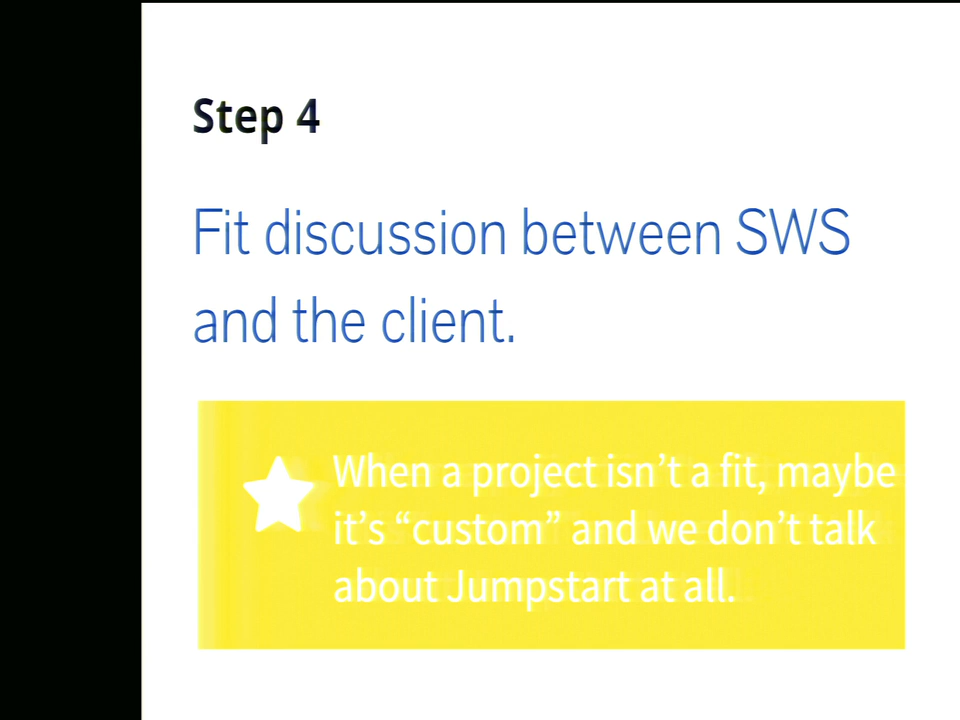 Step 4
Fit discussion between SWS
and the client.
When a project isn’t a fit, maybe
it’s “custom” and we don’t talk
about Jumpstart at all.